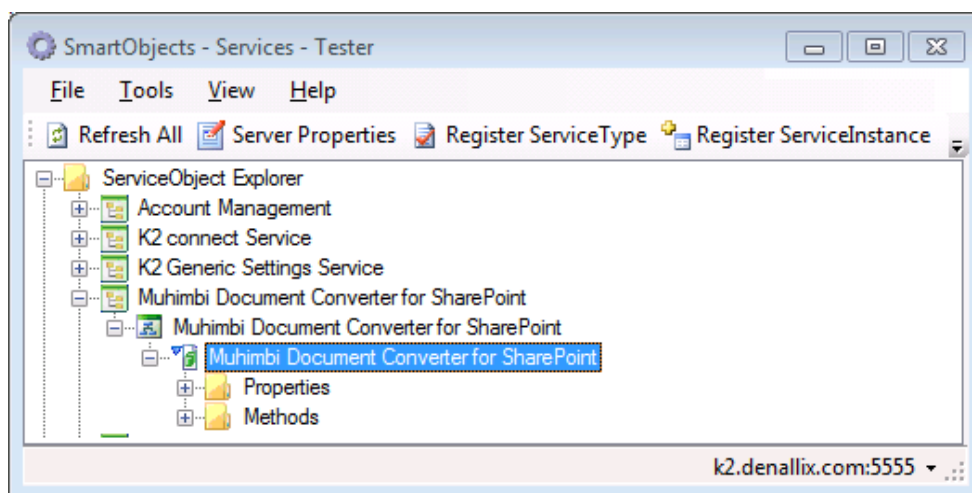 SmartObjects - Services - Tester
File Tools View Help
Refresh All Server Properties Register ServiceType Register ServiceInstance
ServiceObject Explorer
Account Management
K2 connect Service
K2 Generic Settings Service
Muhimbi Document Converter for SharePoint
Muhimbi Document Converter for SharePoint
Muhimbi Document Converter for SharePoint
Properties
Methods
k2.denallix.com:5555